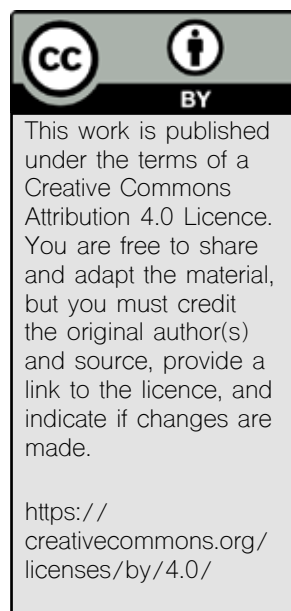 cc
BY
This work is published
under the terms of a
Creative Commons
Attribution 4.0 Licence.
You are free to share
and adapt the material,
but you must credit
the original author(s)
and source, provide a
link to the licence, and
indicate if changes are
made.
https://
creativecommons.org/
licenses/by/4.0/